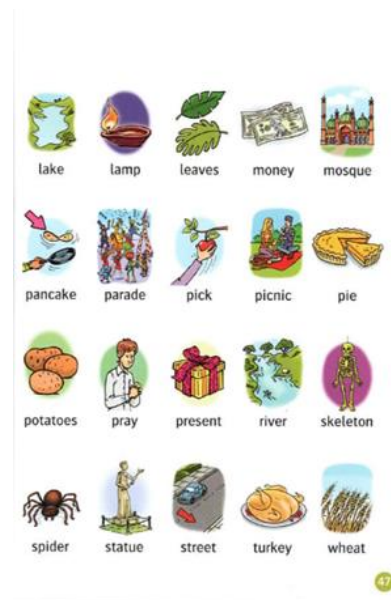 lake lamp leaves money mosque
pancake parade pick picnic pie
potatoes pray present river skeleton
spider statue street turkey wheat
47